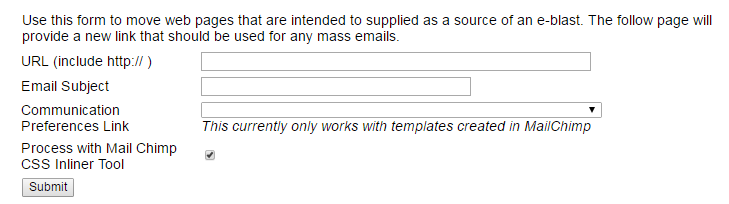 Use this form to move web pages that are intended to supplied as a source of an e-blast. The follow page will
provide a new link that should be used for any mass emails.
URL (include http:// )
Email Subject
Communication
Preferences Link
This currently only works with templates created in MailChimp
Process with Mail Chimp
CSS Inliner Tool
Submit